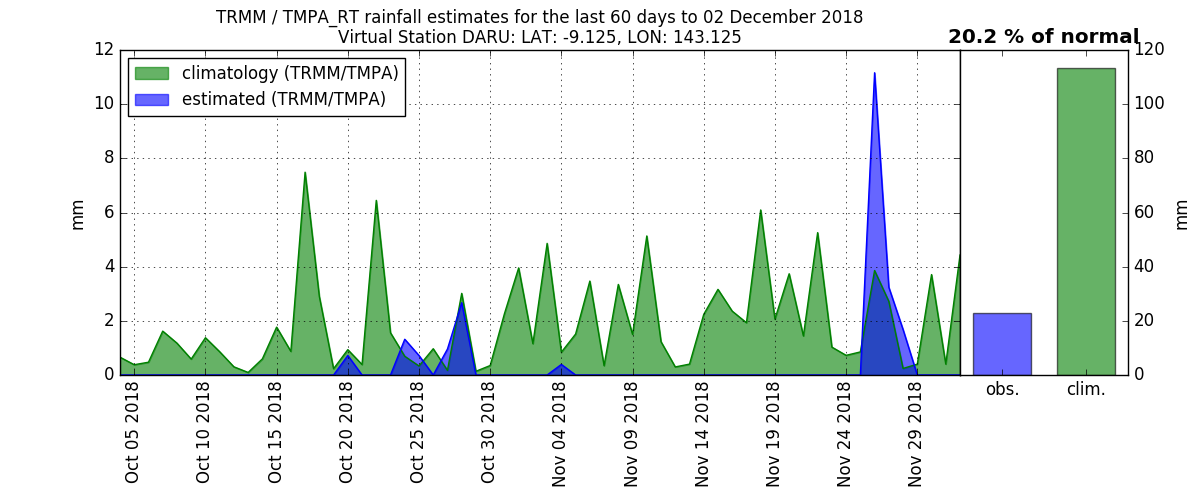 TRMM / TMPA_RT rainfall estimates for the last 60 days to 02 December 2018
Virtual Station DARU: LAT: -9.125, LON: 143.125
20.2 % of normal
climatology (TRMM/TMPA)
estimated (TRMM/TMPA)
12
10
8
6
4
2
0
mm
Oct 05 2018
Oct 10 2018
Oct 15 2018
Oct 20 2018
Oct 25 2018
Oct 30 2018
Nov 04 2018
Nov 09 2018
Nov 14 2018
Nov 19 2018
Nov 24 2018
Nov 29 2018
obs.
clim.
120
100
80
60
40
20
0
mm